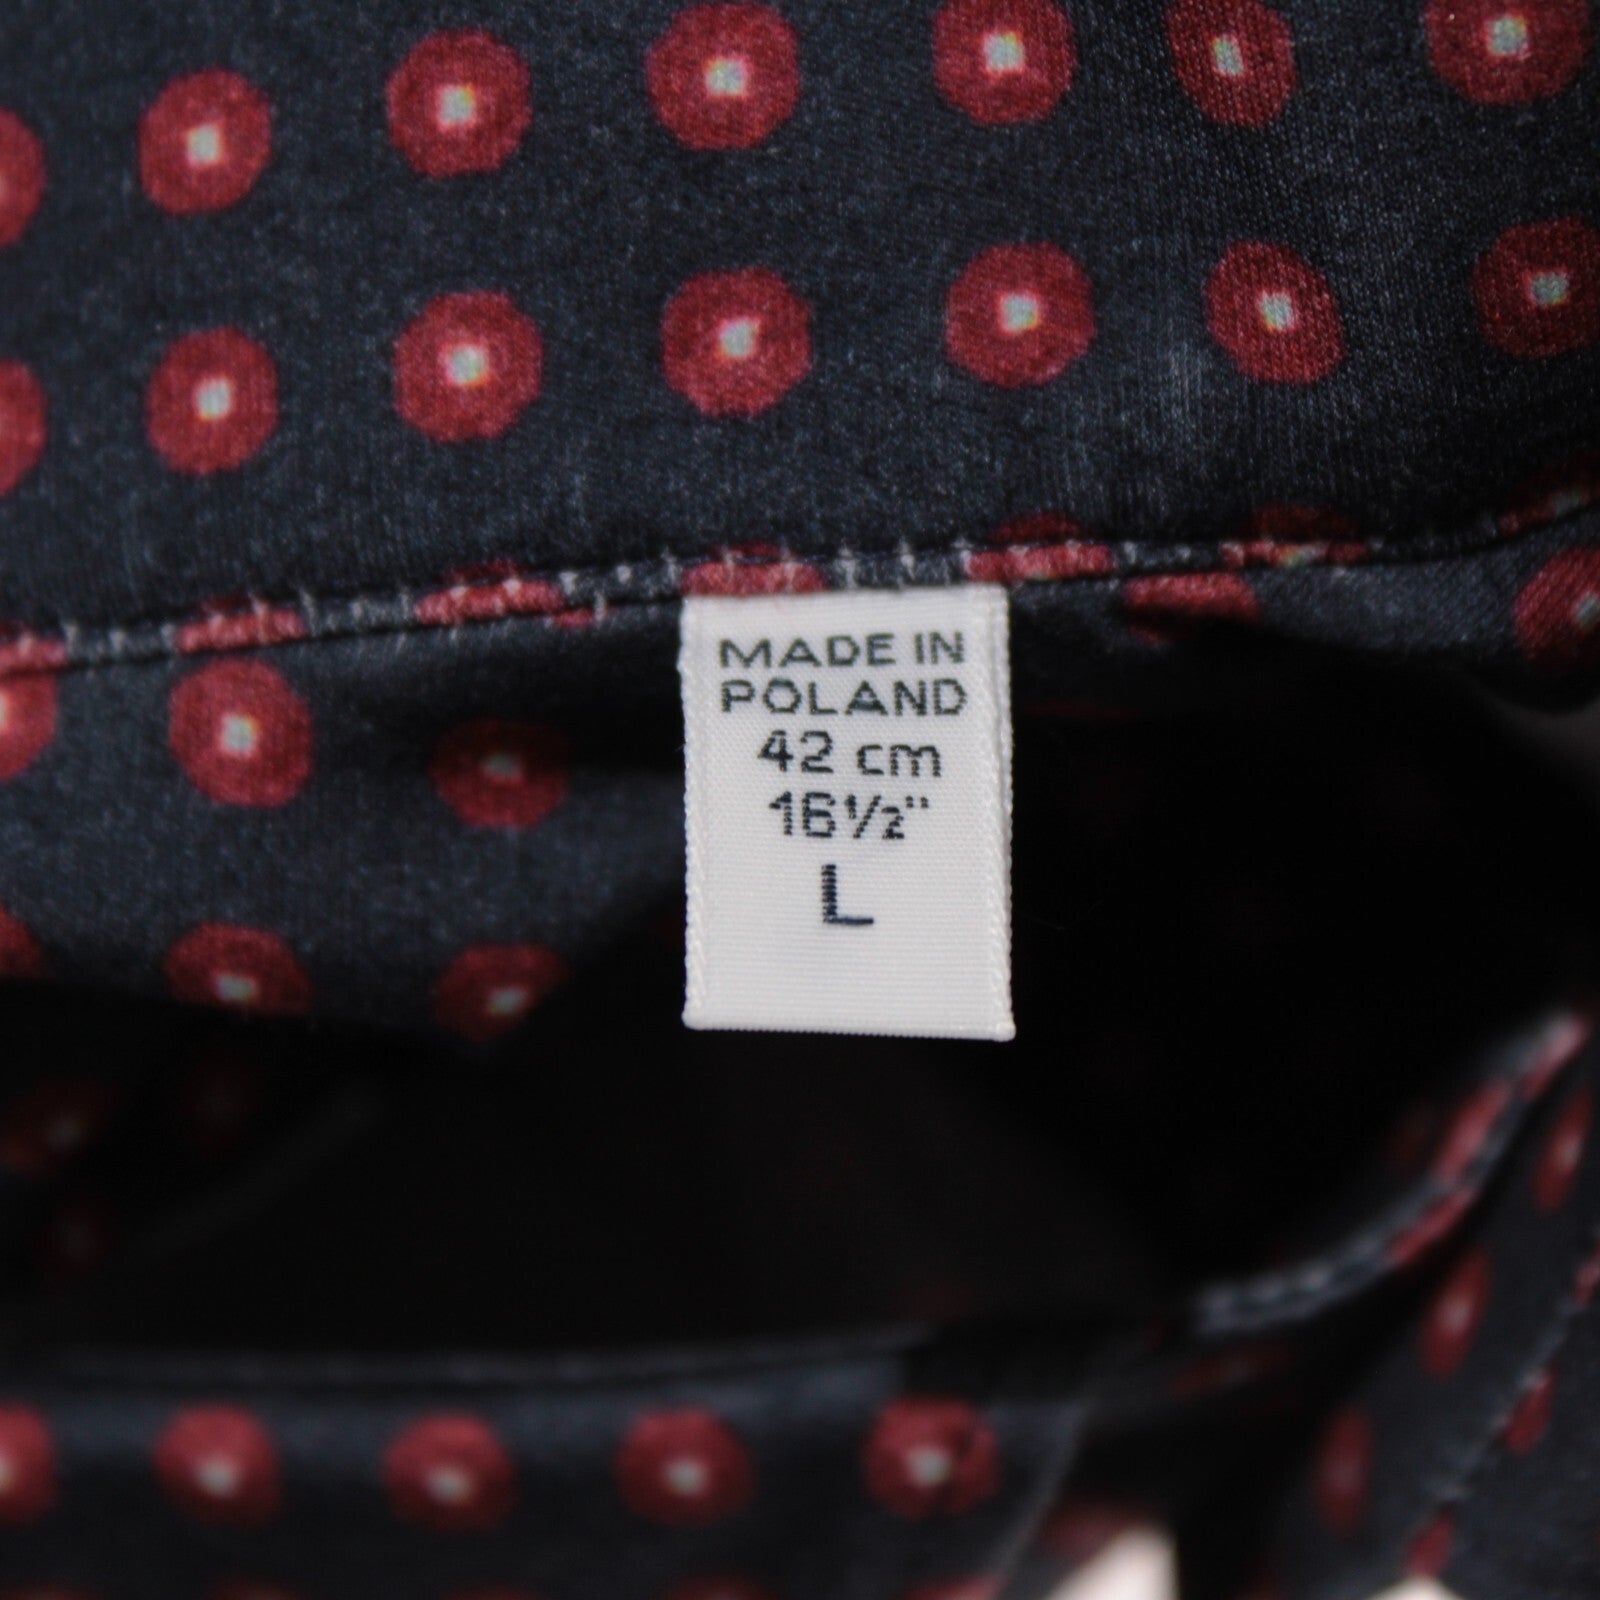 MADE IN
POLAND
42 cm
16½"
L